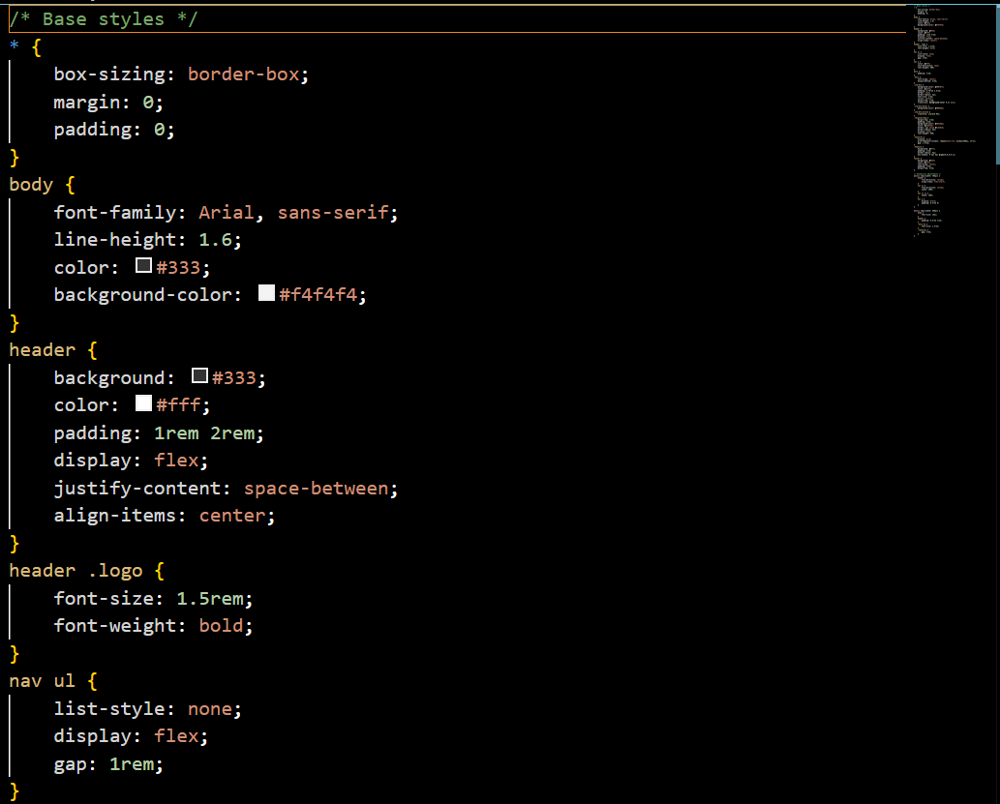 /* Base styles */
* {
    box-sizing: border-box;
    margin: 0;
    padding: 0;
}
body {
    font-family: Arial, sans-serif;
    line-height: 1.6;
    color: #333;
    background-color: #f4f4f4;
}
header {
    background: #333;
    color: #fff;
    padding: 1rem 2rem;
    display: flex;
    justify-content: space-between;
    align-items: center;
}
header .logo {
    font-size: 1.5rem;
    font-weight: bold;
}
nav ul {
    list-style: none;
    display: flex;
    gap: 1rem;
}